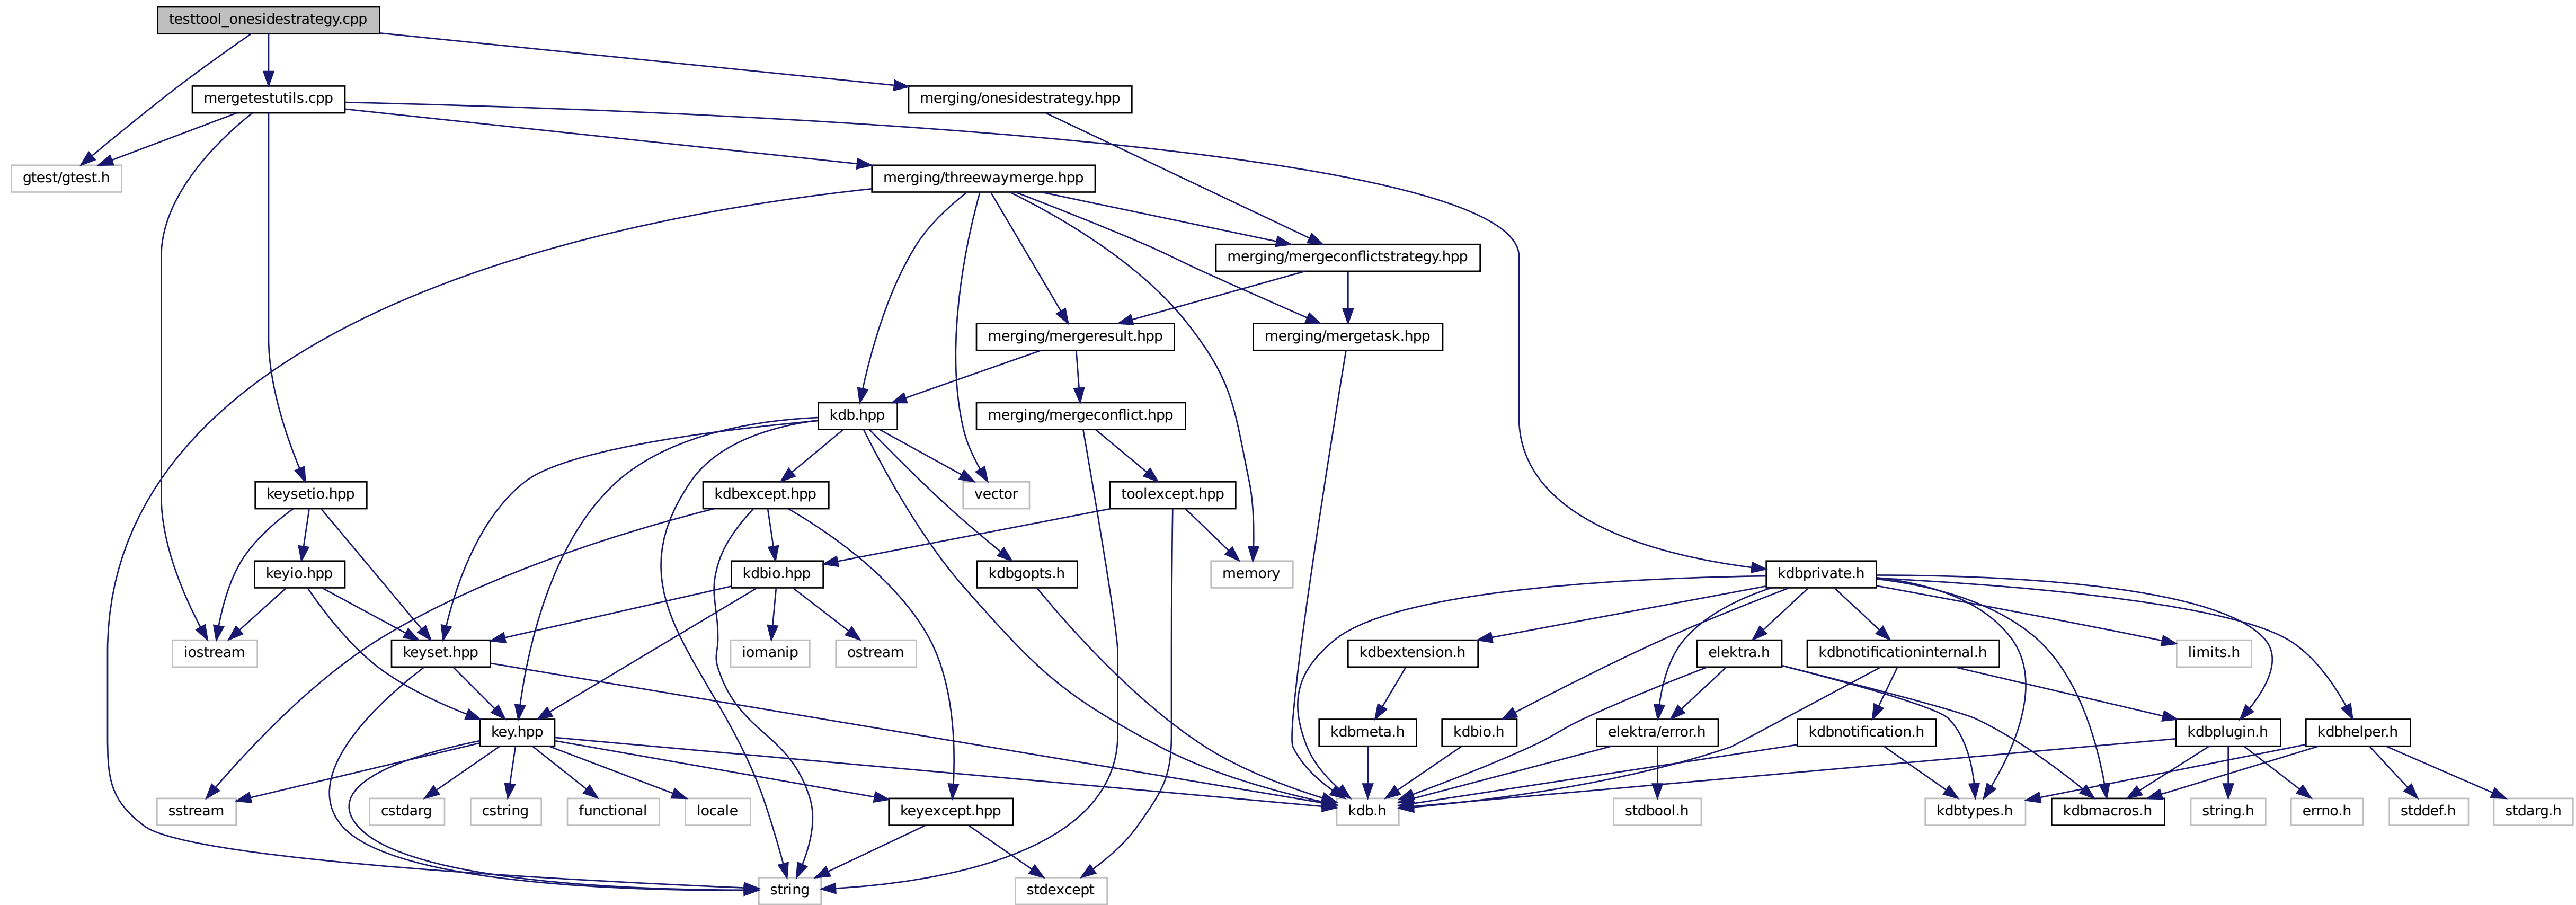 testtool_onesidestrategy.cpp
mergetestutils.cpp
merging/onesidestrategy.hpp
gtest/gtest.h
merging/threewaymerge.hpp
merging/mergeconflictstrategy.hpp
merging/mergeresult.hpp
merging/mergetask.hpp
kdb.hpp
merging/mergeconflict.hpp
keysetio.hpp
kdbexcept.hpp
vector
toolexcept.hpp
keyio.hpp
kdbio.hpp
kdbgopts.h
memory
kdbprivate.h
iostream
keyset.hpp
iomanip
ostream
kdbextension.h
elektra.h
kdbnotificationinternal.h
limits.h
key.hpp
kdbmeta.h
kdbio.h
elektra/error.h
kdbnotification.h
kdbplugin.h
kdbhelper.h
sstream
cstdarg
cstring
functional
locale
keyexcept.hpp
kdb.h
stdbool.h
kdbtypes.h
kdbmacros.h
string.h
errno.h
stddef.h
stdarg.h
string
stdexcept